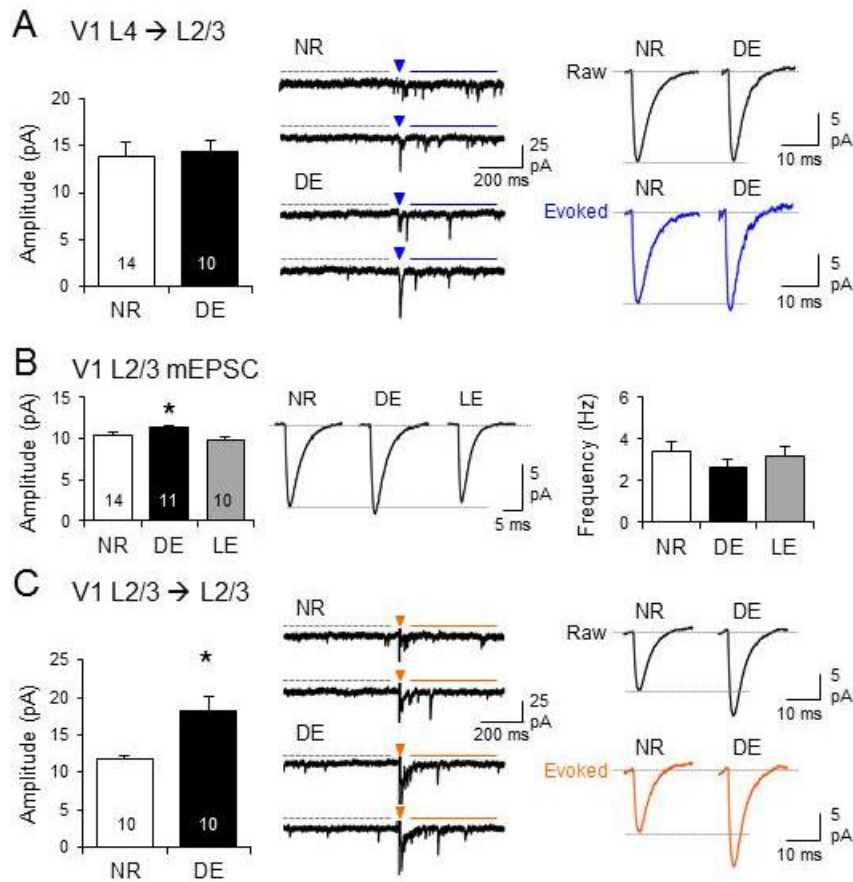 A
V1 L4 → L2/3
Amplitude (pA)
20
15
10
5
0
14
10
NR
DE
NR
DE
25
pA
200 ms
NR
DE
Raw
5
pA
10 ms
NR
DE
Evoked
5
pA
10 ms
B
V1 L2/3 mEPSC
Amplitude (pA)
15
10
5
0
*
14
11
10
NR
DE
LE
NR
DE
LE
5
pA
5 ms
Frequency (Hz)
6
4
2
0
NR
DE
LE
C
V1 L2/3 → L2/3
Amplitude (pA)
25
20
15
10
5
0
*
10
10
NR
DE
NR
DE
25
pA
200 ms
NR
DE
Raw
5
pA
10 ms
NR
DE
Evoked
5
pA
10 ms